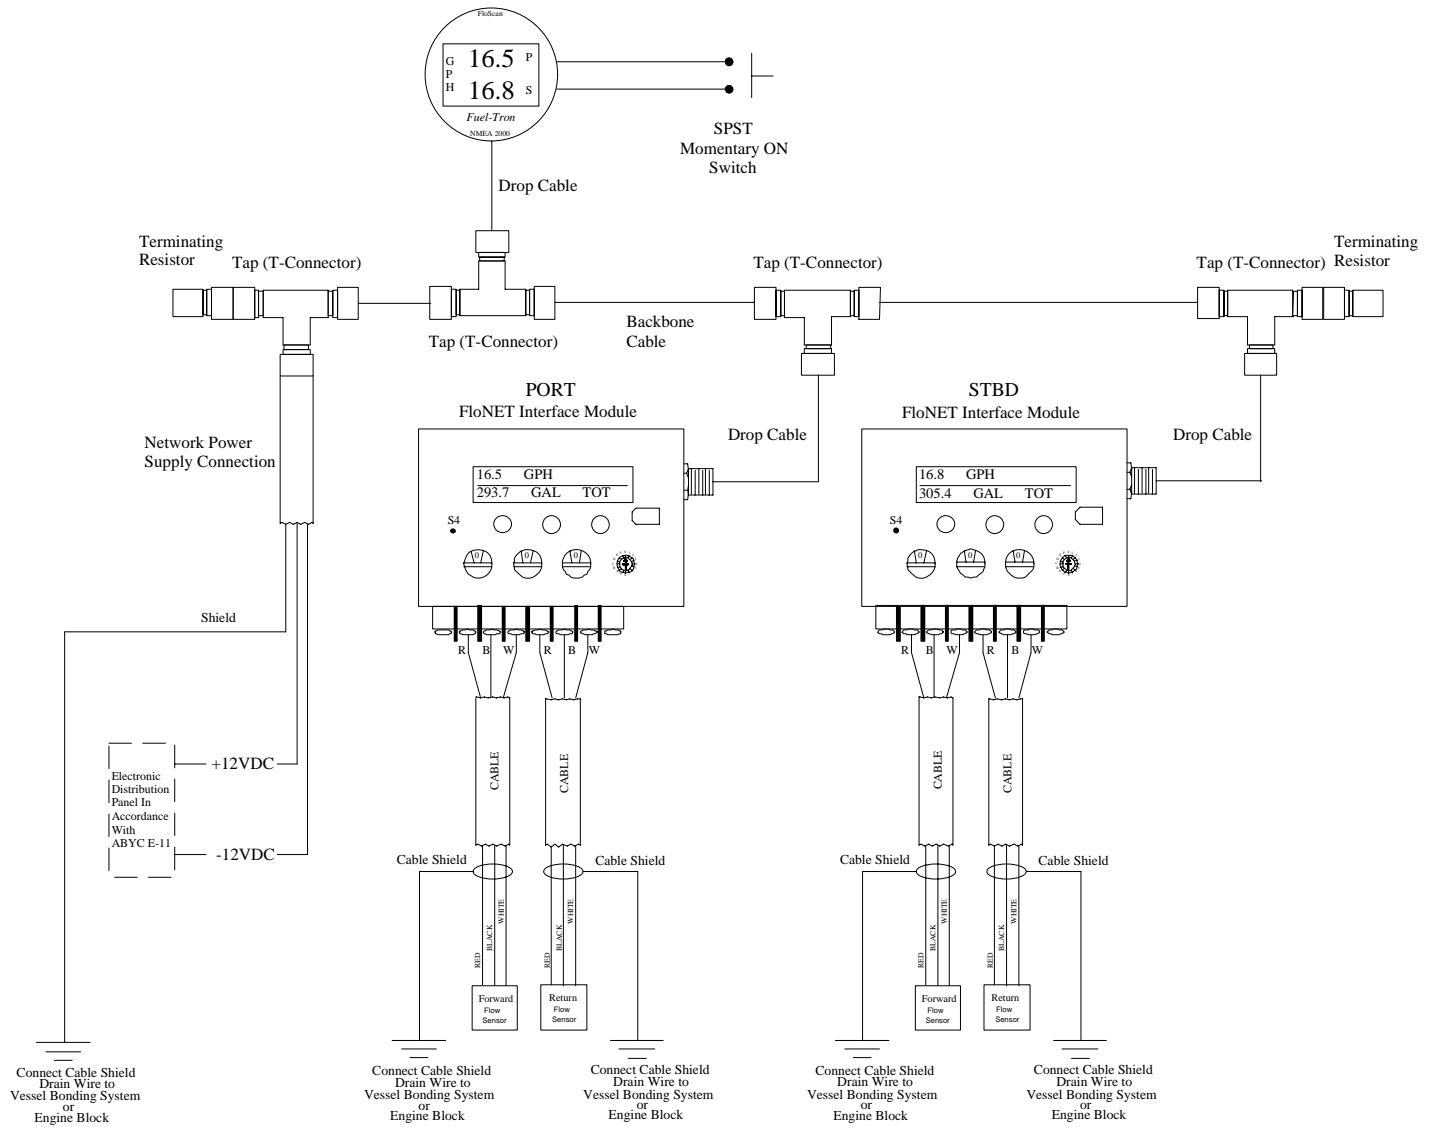 FloScan
G
P
H
16.5 P
16.8 S
Fuel-Tron
NMEA 2000
SPST
Momentary ON
Switch
Drop Cable
Terminating
Resistor
Tap (T-Connector)
Tap (T-Connector)
Backbone
Cable
Tap (T-Connector)
Tap (T-Connector)
Terminating
Resistor
Network Power
Supply Connection
PORT
FloNET Interface Module
Drop Cable
16.5 GPH
293.7 GAL TOT
S4
0 0 0
R B W R B W
STBD
FloNET Interface Module
Drop Cable
16.8 GPH
305.4 GAL TOT
S4
0 0 0
R B W R B W
Shield
+12VDC
-12VDC
Electronic
Distribution
Panel In
Accordance
With
ABYC E-11
CABLE
CABLE
CABLE
CABLE
Cable Shield
Cable Shield
Cable Shield
Cable Shield
RED
BLACK
WHITE
RED
BLACK
WHITE
RED
BLACK
WHITE
RED
BLACK
WHITE
Forward
Flow
Sensor
Return
Flow
Sensor
Forward
Flow
Sensor
Return
Flow
Sensor
Connect Cable Shield
Drain Wire to
Vessel Bonding System
or
Engine Block
Connect Cable Shield
Drain Wire to
Vessel Bonding System
or
Engine Block
Connect Cable Shield
Drain Wire to
Vessel Bonding System
or
Engine Block
Connect Cable Shield
Drain Wire to
Vessel Bonding System
or
Engine Block
Connect Cable Shield
Drain Wire to
Vessel Bonding System
or
Engine Block